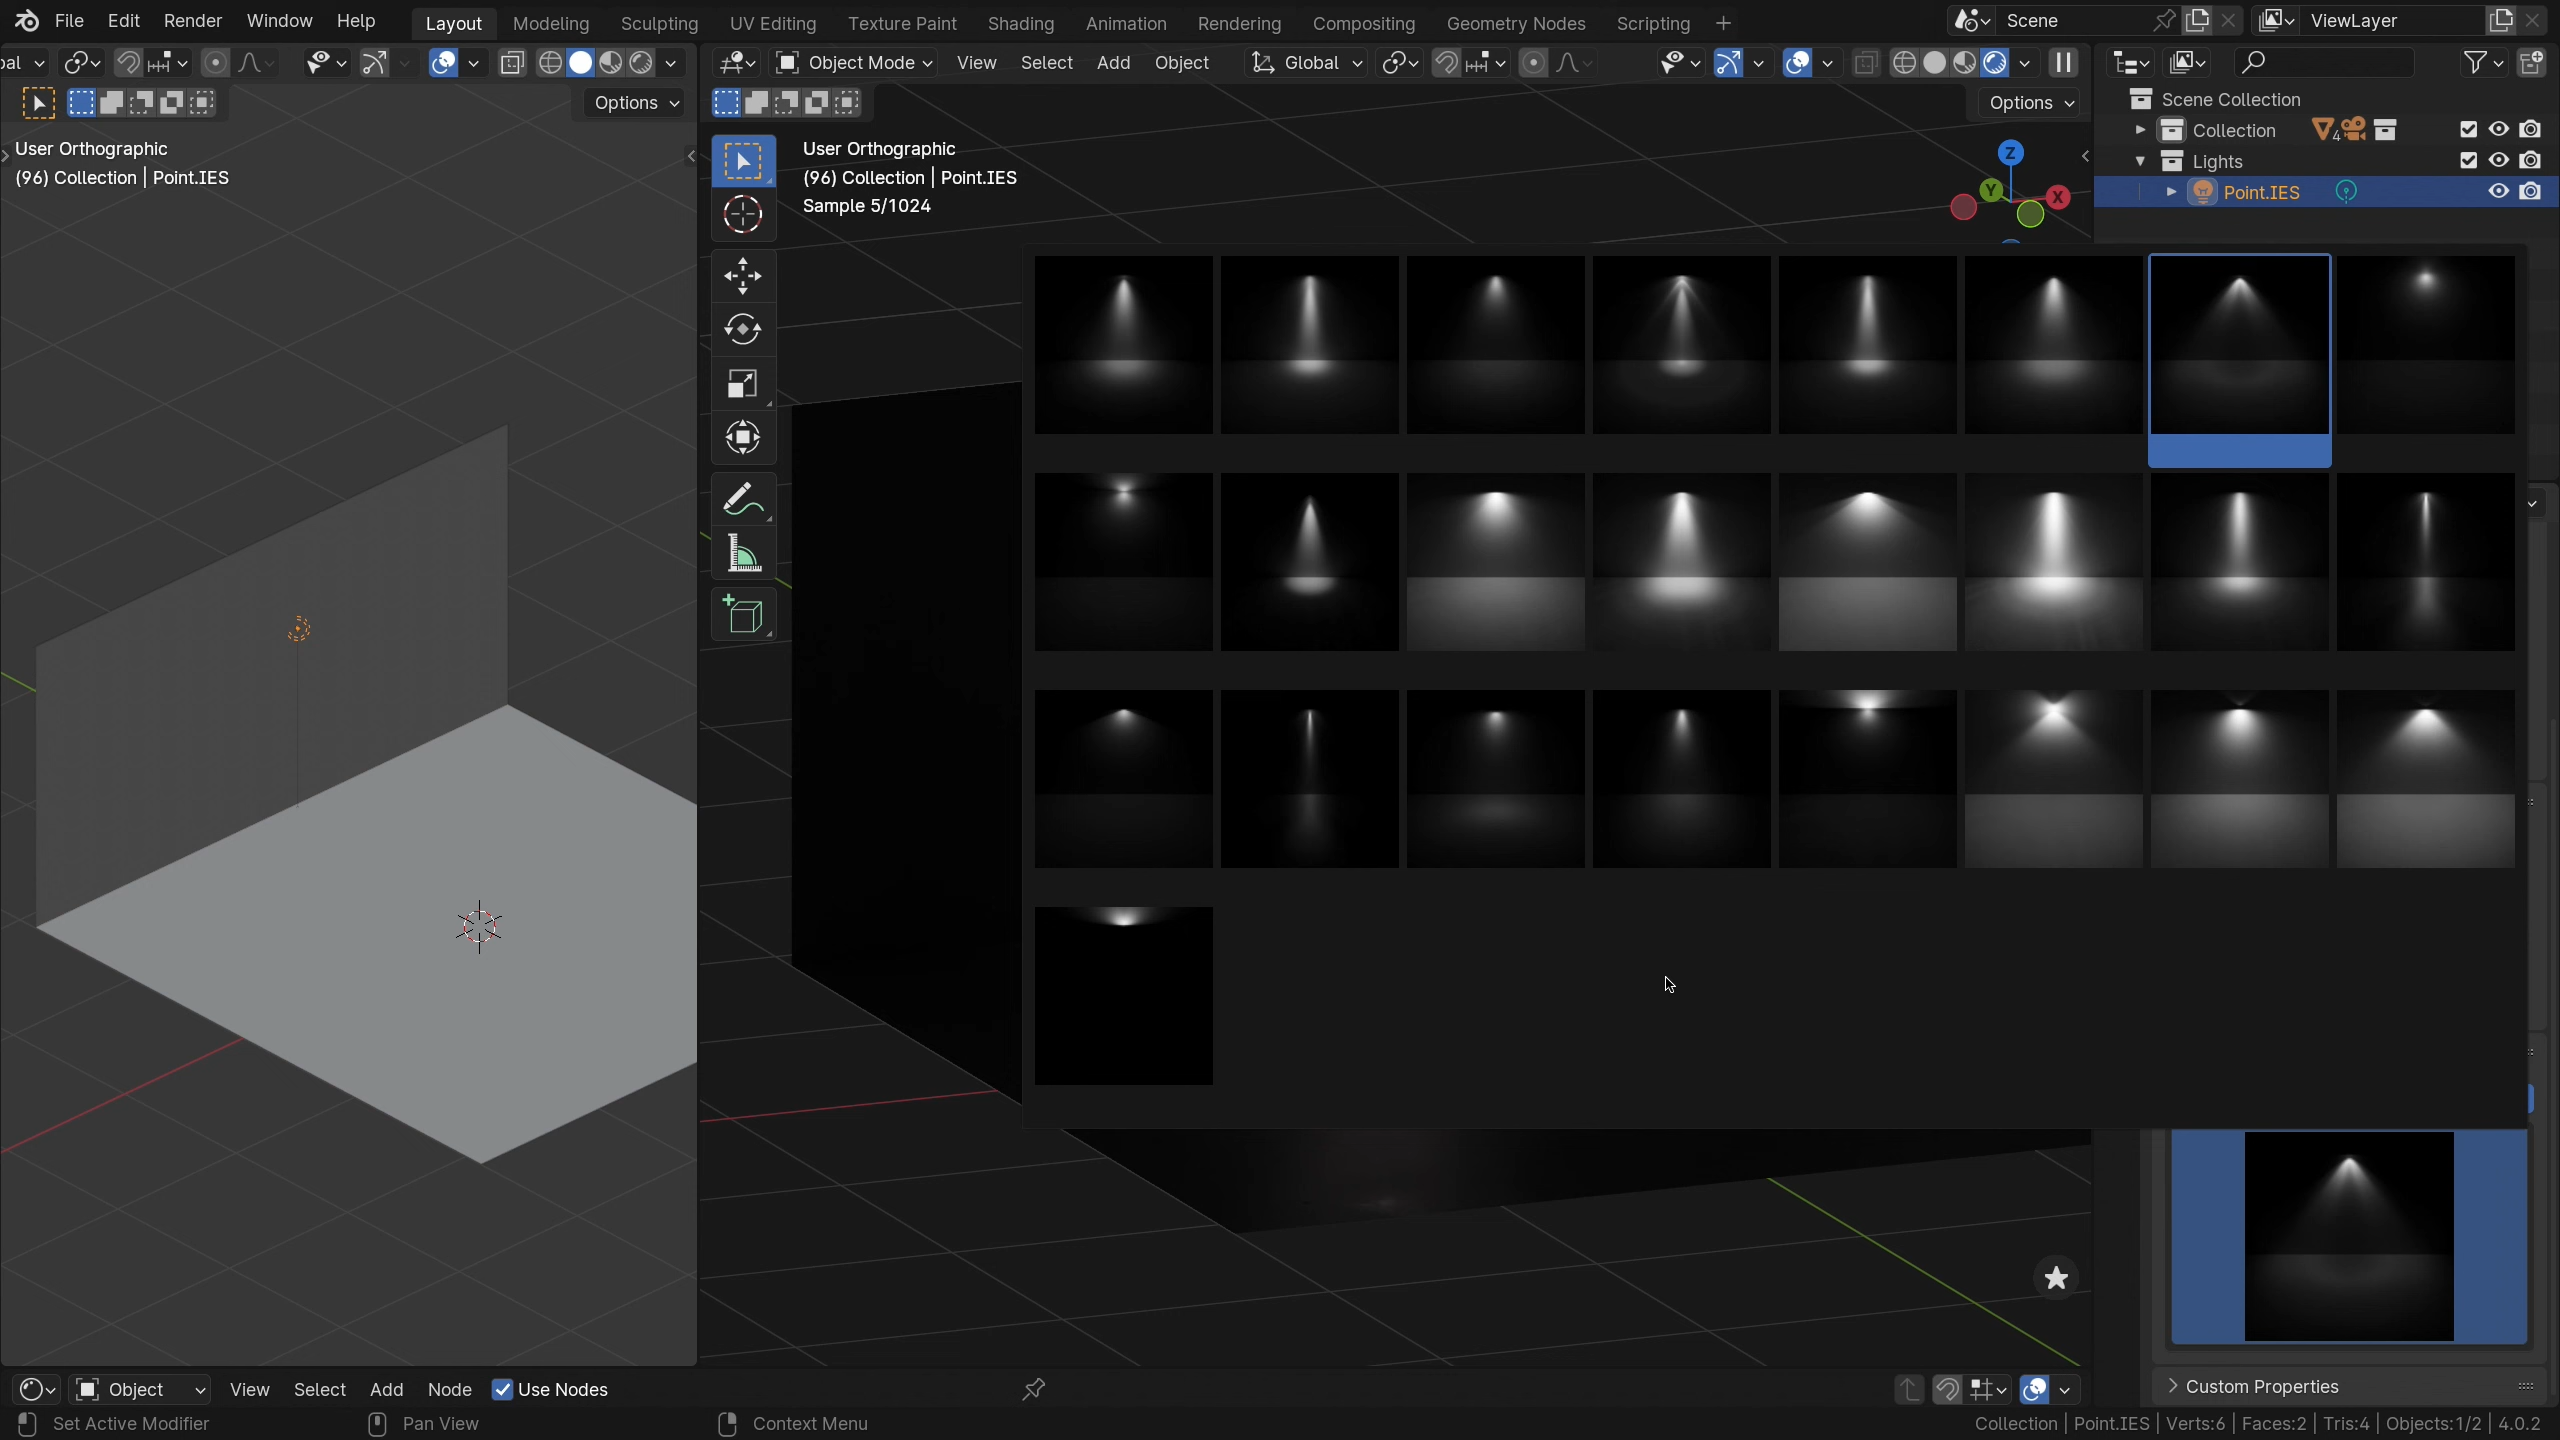 File Edit Render Window Help Layout Modeling Sculpting UV Editing Texture Paint Shading Animation Rendering Compositing Geometry Nodes Scripting + Scene ViewLayer
bal Object Mode View Select Add Object Global
Options Options
Scene Collection
Collection 4
Lights
Point.IES
User Orthographic
(96) Collection | Point.IES
User Orthographic
(96) Collection | Point.IES
Sample 5/1024
Z
Y
X
Custom Properties
Object View Select Add Node Use Nodes
Set Active Modifier Pan View Context Menu Collection | Point.IES | Verts:6 | Faces:2 | Tris:4 | Objects:1/2 | 4.0.2